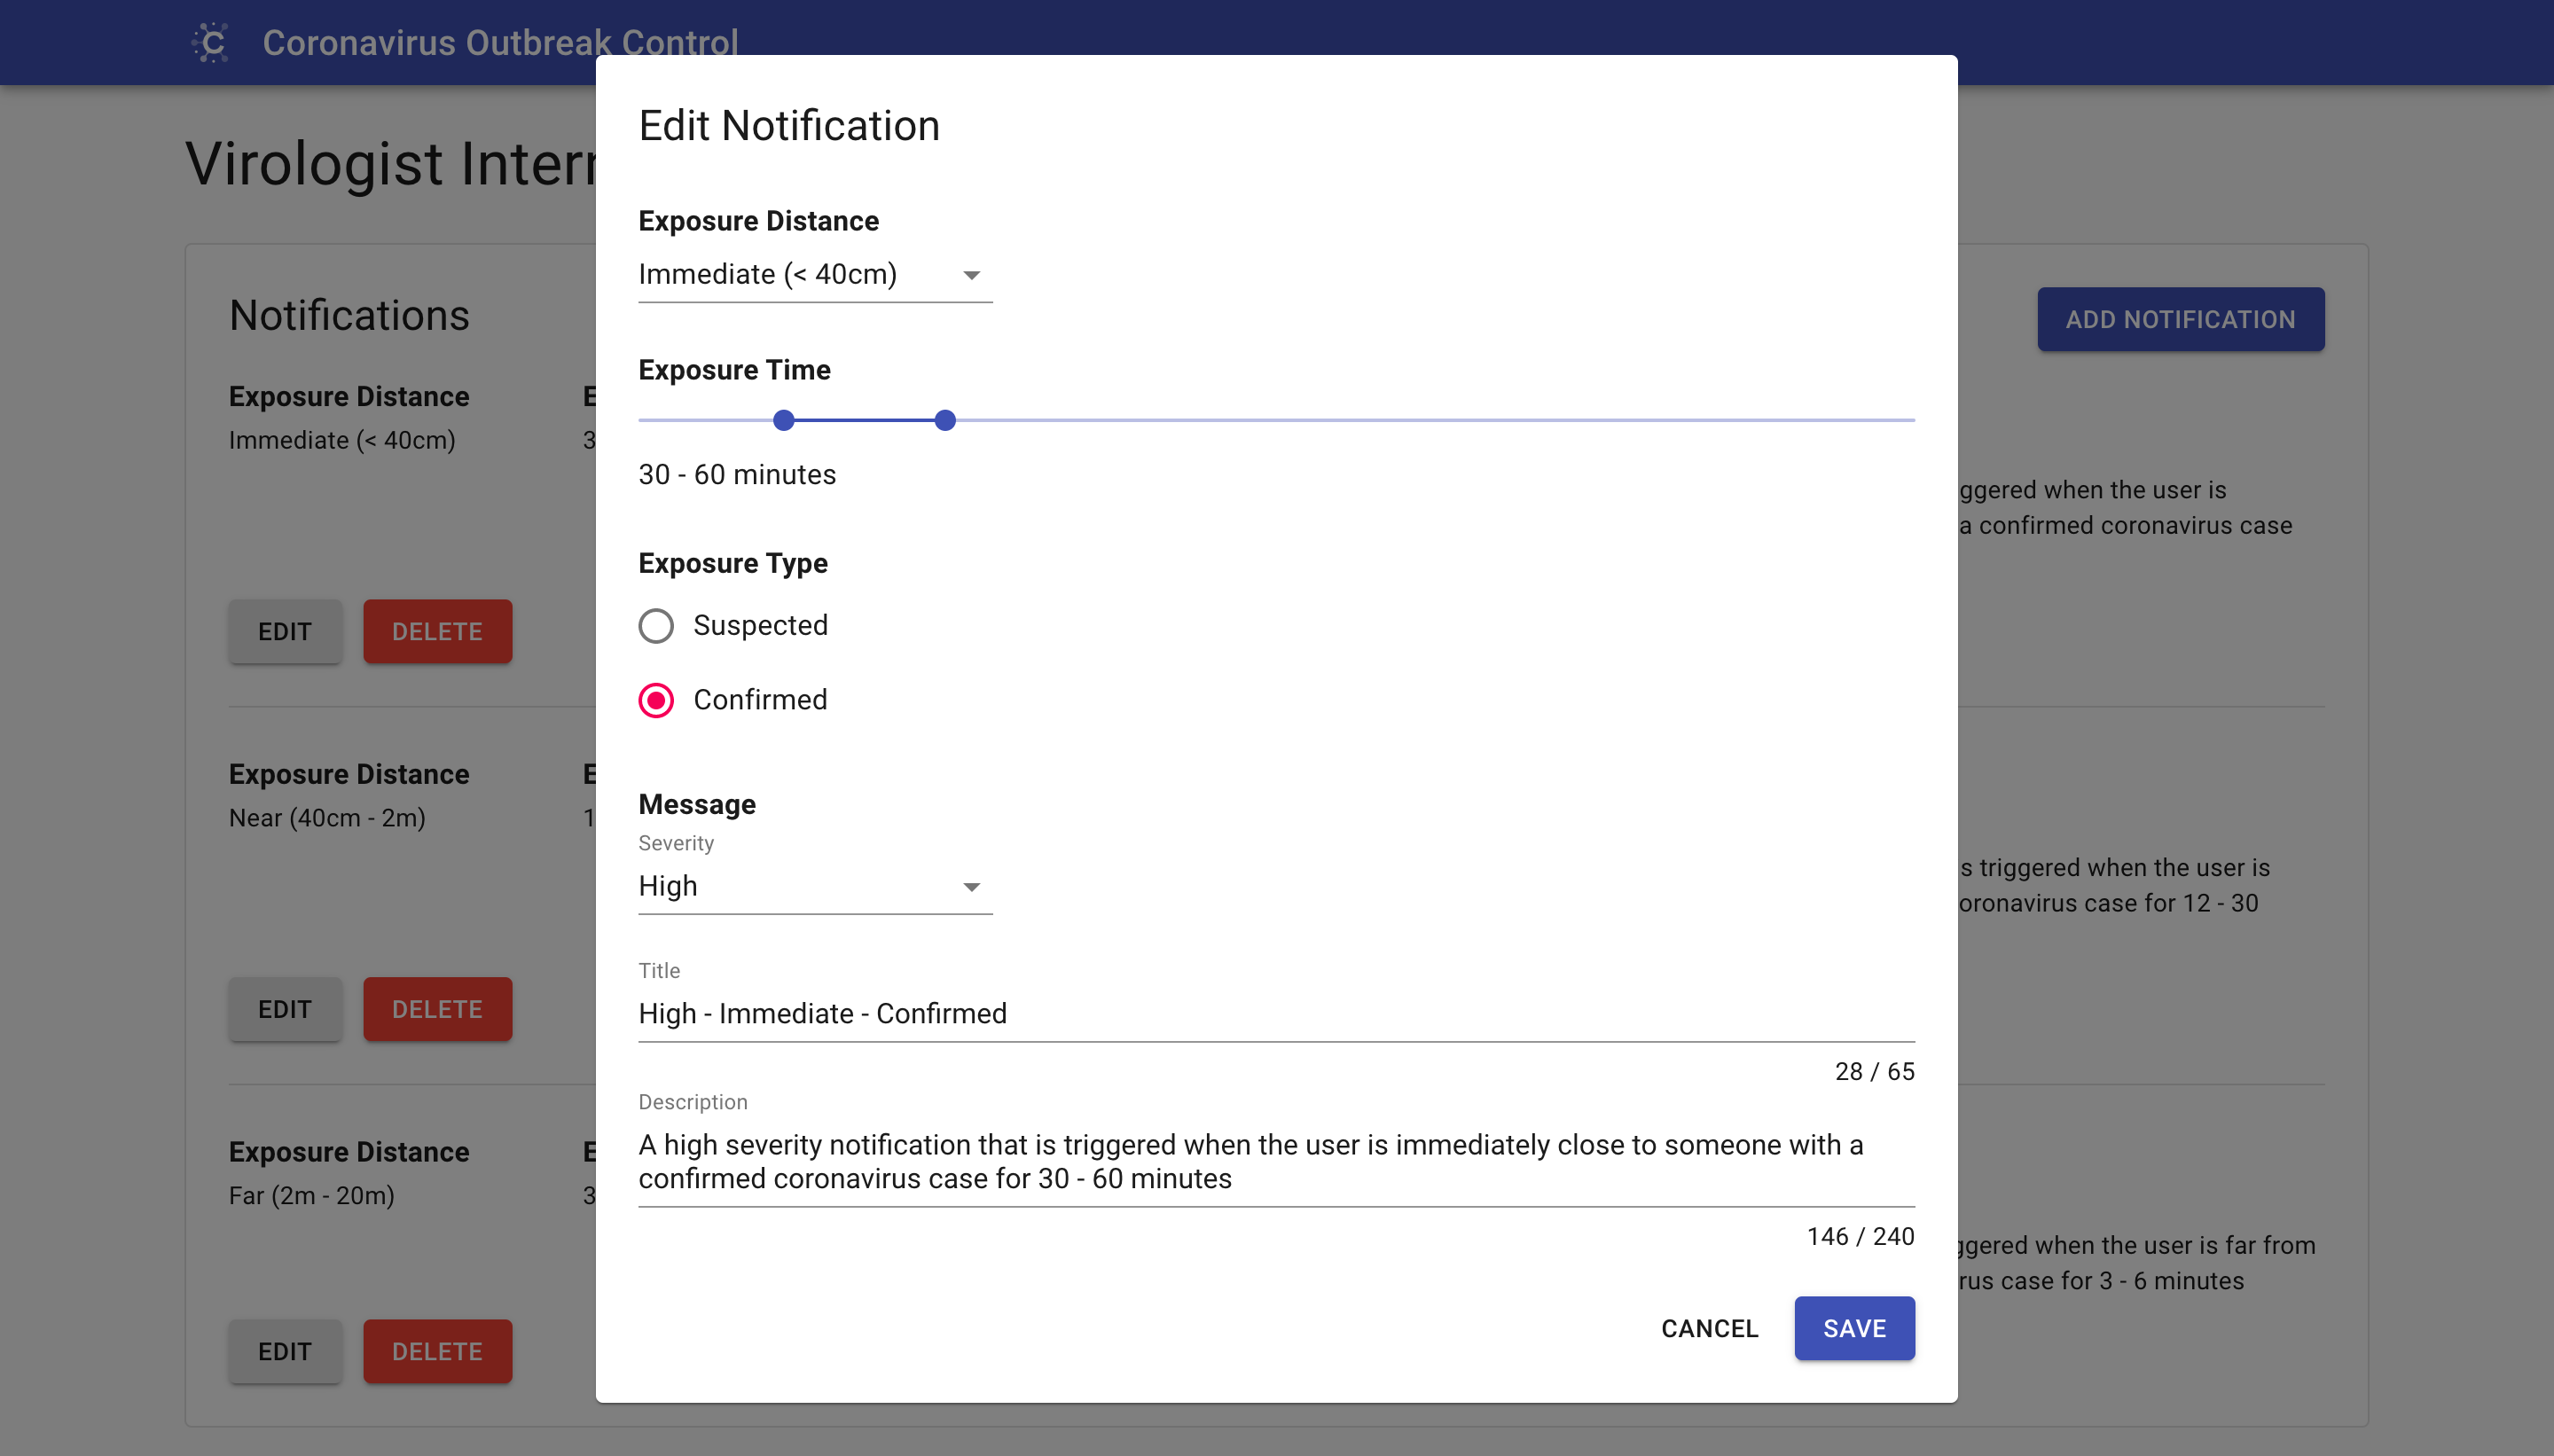 Coronavirus Outbreak Control
Virologist
Notifications
ADD NOTIFICATION
Exposure Distance
Immediate (< 40cm)
ggered when the user is
a confirmed coronavirus case
EDIT
DELETE
Exposure Distance
Near (40cm - 2m)
s triggered when the user is
oronavirus case for 12 - 30
EDIT
DELETE
Exposure Distance
Far (2m - 20m)
ggered when the user is far from
rus case for 3 - 6 minutes
EDIT
DELETE
Edit Notification
Exposure Distance
Immediate (< 40cm)
Exposure Time
30 - 60 minutes
Exposure Type
Suspected
Confirmed
Message
Severity
High
Title
High - Immediate - Confirmed
28 / 65
Description
A high severity notification that is triggered when the user is immediately close to someone with a
confirmed coronavirus case for 30 - 60 minutes
146 / 240
CANCEL
SAVE